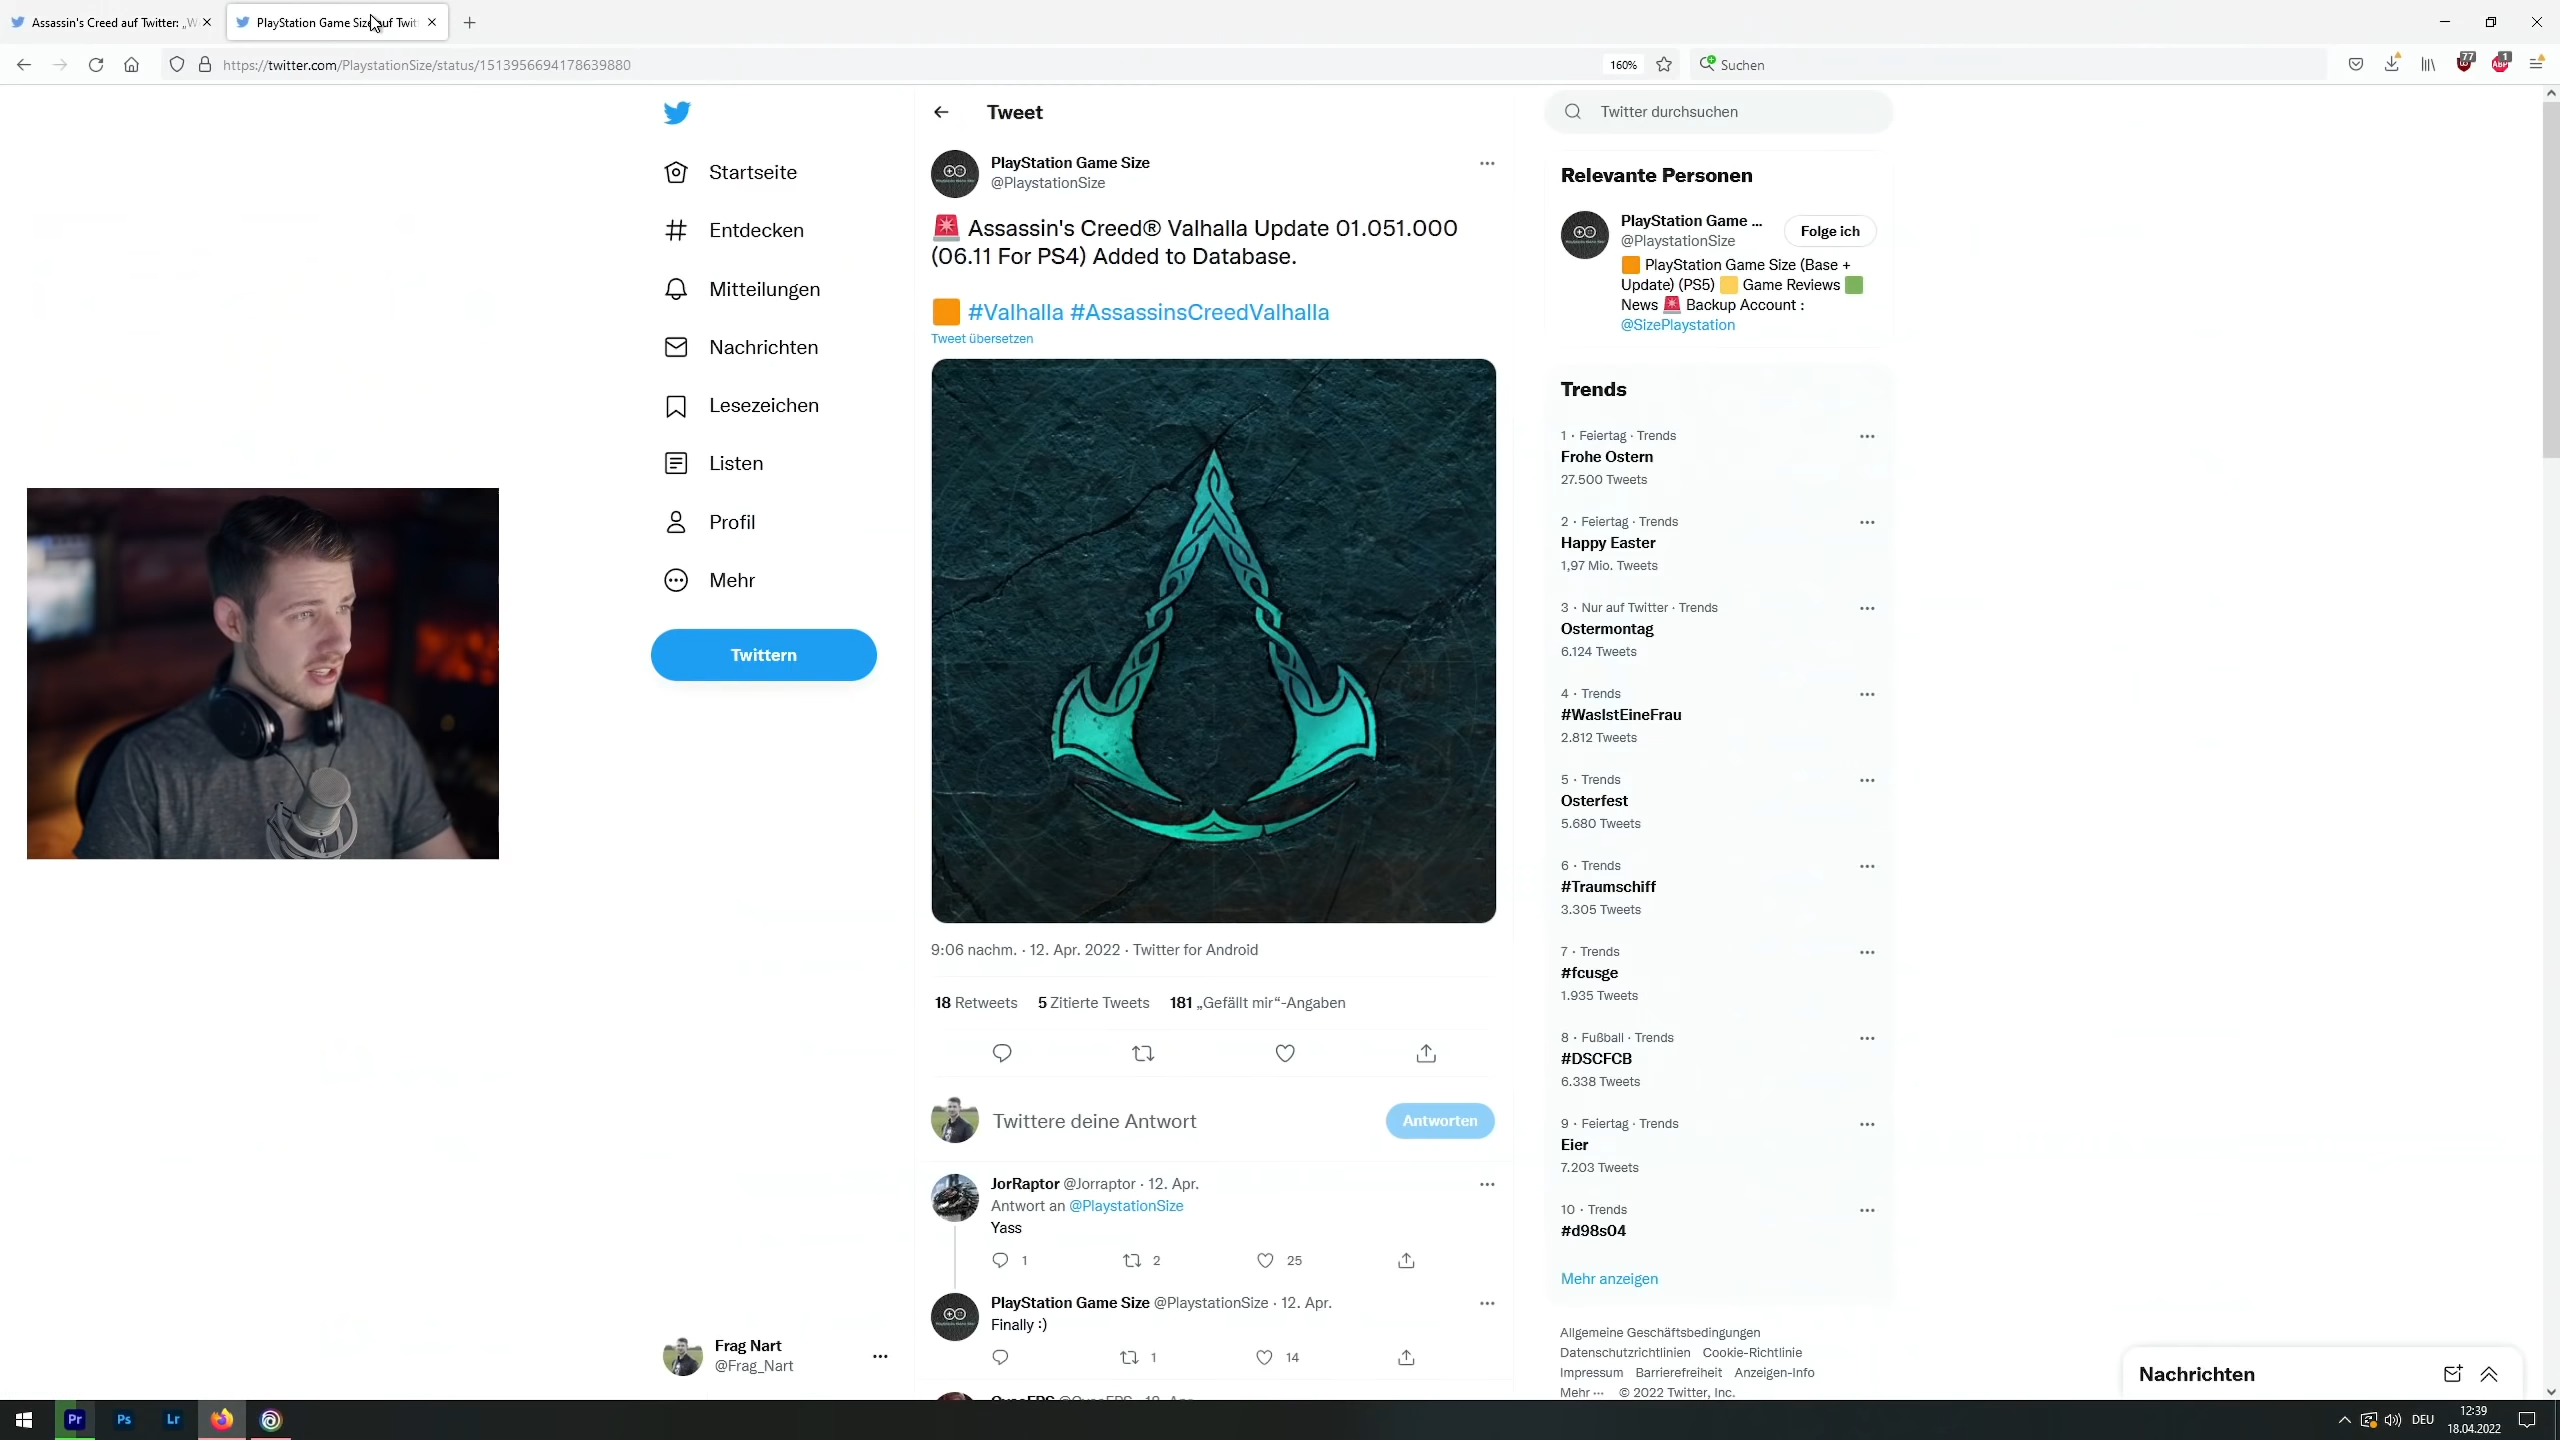 Assassin's Creed auf Twitter: „W
PlayStation Game Size auf Twit
https://twitter.com/PlaystationSize/status/1513956694178639880
160%
Suchen
77
ABP
1
Startseite
Entdecken
Mitteilungen
Nachrichten
Lesezeichen
Listen
Profil
Mehr
Twittern
Frag Nart
@Frag_Nart
Tweet
PlayStation Game Size
@PlaystationSize
🚨 Assassin's Creed® Valhalla Update 01.051.000
(06.11 For PS4) Added to Database.
🟧 #Valhalla #AssassinsCreedValhalla
Tweet übersetzen
9:06 nachm. · 12. Apr. 2022 · Twitter for Android
18 Retweets 5 Zitierte Tweets 181 „Gefällt mir“-Angaben
Twittere deine Antwort
Antworten
JorRaptor @Jorraptor · 12. Apr.
Antwort an @PlaystationSize
Yass
1 2 25
PlayStation Game Size @PlaystationSize · 12. Apr.
Finally :)
1 14
Twitter durchsuchen
Relevante Personen
PlayStation Game ...
@PlaystationSize
Folge ich
🟧 PlayStation Game Size (Base +
Update) (PS5) 🟨 Game Reviews 🟩
News 🚨 Backup Account :
@SizePlaystation
Trends
1 · Feiertag · Trends
Frohe Ostern
27.500 Tweets
2 · Feiertag · Trends
Happy Easter
1,97 Mio. Tweets
3 · Nur auf Twitter · Trends
Ostermontag
6.124 Tweets
4 · Trends
#WasIstEineFrau
2.812 Tweets
5 · Trends
Osterfest
5.680 Tweets
6 · Trends
#Traumschiff
3.305 Tweets
7 · Trends
#fcusge
1.935 Tweets
8 · Fußball · Trends
#DSCFCB
6.338 Tweets
9 · Feiertag · Trends
Eier
7.203 Tweets
10 · Trends
#d98s04
Mehr anzeigen
Allgemeine Geschäftsbedingungen
Datenschutzrichtlinien Cookie-Richtlinie
Impressum Barrierefreiheit Anzeigen-Info
Mehr ··· © 2022 Twitter, Inc.
Nachrichten
Pr
Ps
Lr
DEU
12:39
18.04.2022